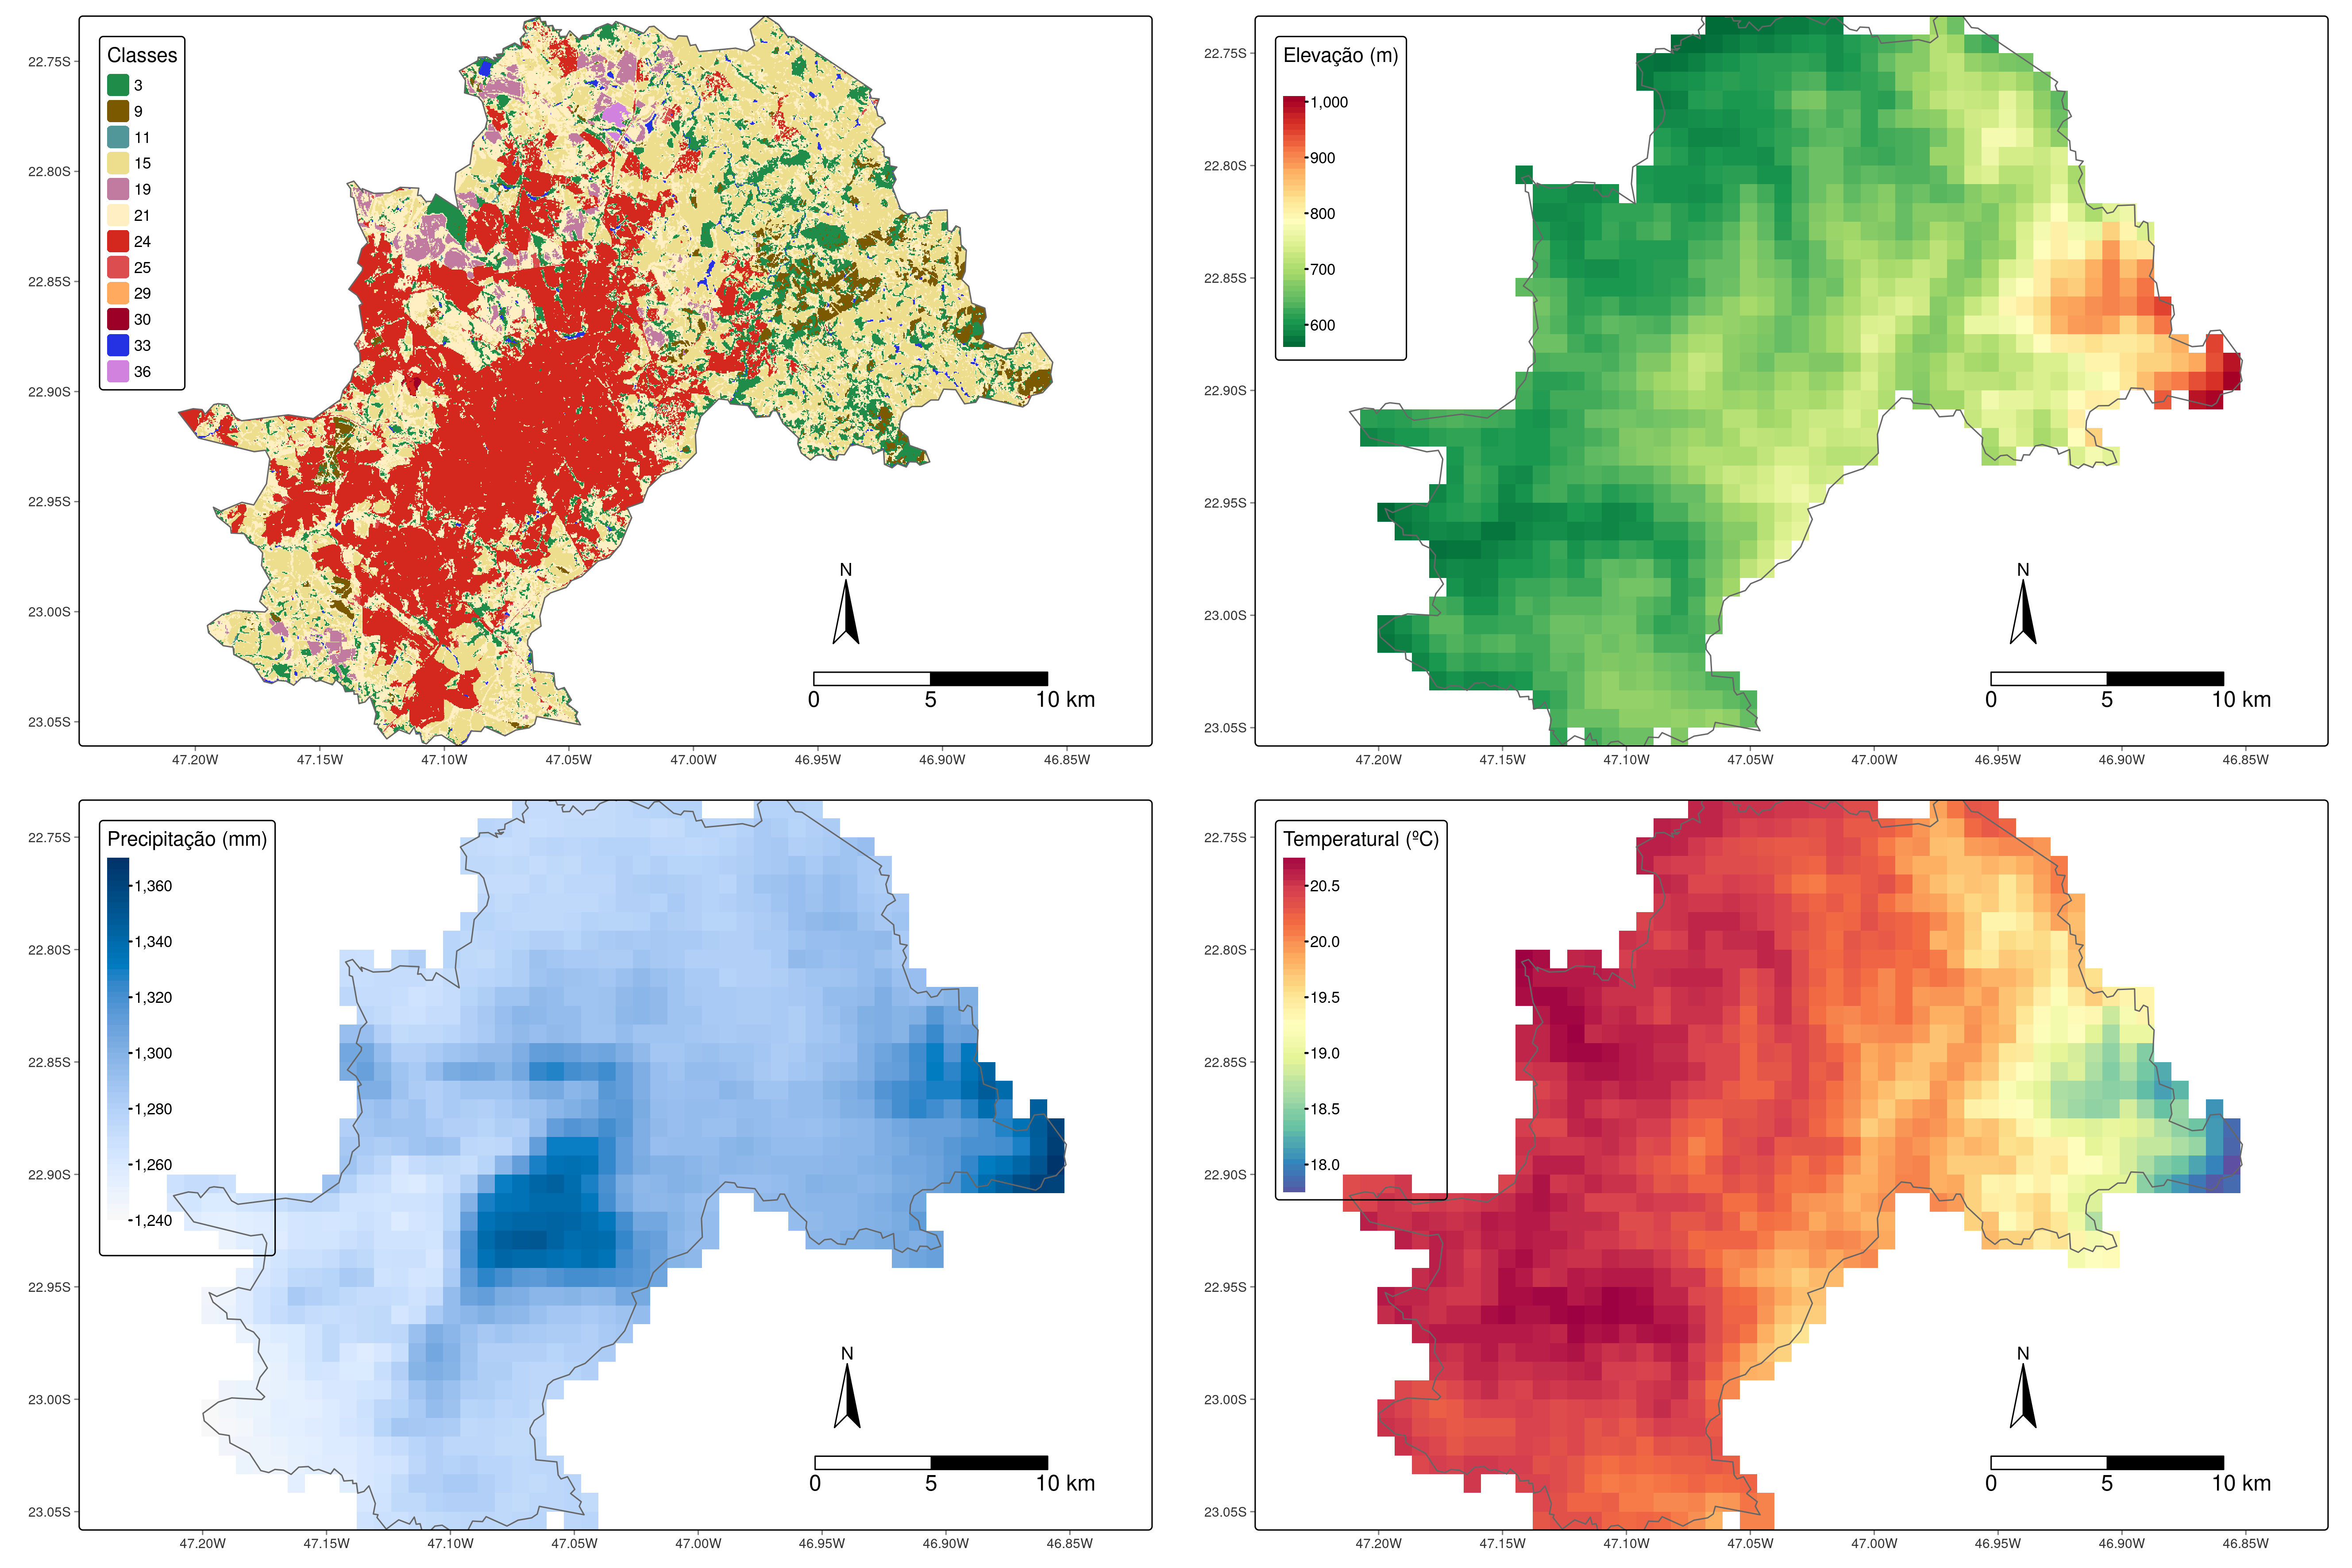 Classes
3
9
11
15
19
21
24
25
29
30
33
36
22.75S
22.80S
22.85S
22.90S
22.95S
23.00S
23.05S
N
0 5 10 km
47.20W 47.15W 47.10W 47.05W 47.00W 46.95W 46.90W 46.85W
Elevação (m)
1,000
900
800
700
600
22.75S
22.80S
22.85S
22.90S
22.95S
23.00S
23.05S
N
0 5 10 km
47.20W 47.15W 47.10W 47.05W 47.00W 46.95W 46.90W 46.85W
Precipitação (mm)
1,360
1,340
1,320
1,300
1,280
1,260
1,240
22.75S
22.80S
22.85S
22.90S
22.95S
23.00S
23.05S
N
0 5 10 km
47.20W 47.15W 47.10W 47.05W 47.00W 46.95W 46.90W 46.85W
Temperatural (ºC)
20.5
20.0
19.5
19.0
18.5
18.0
22.75S
22.80S
22.85S
22.90S
22.95S
23.00S
23.05S
N
0 5 10 km
47.20W 47.15W 47.10W 47.05W 47.00W 46.95W 46.90W 46.85W